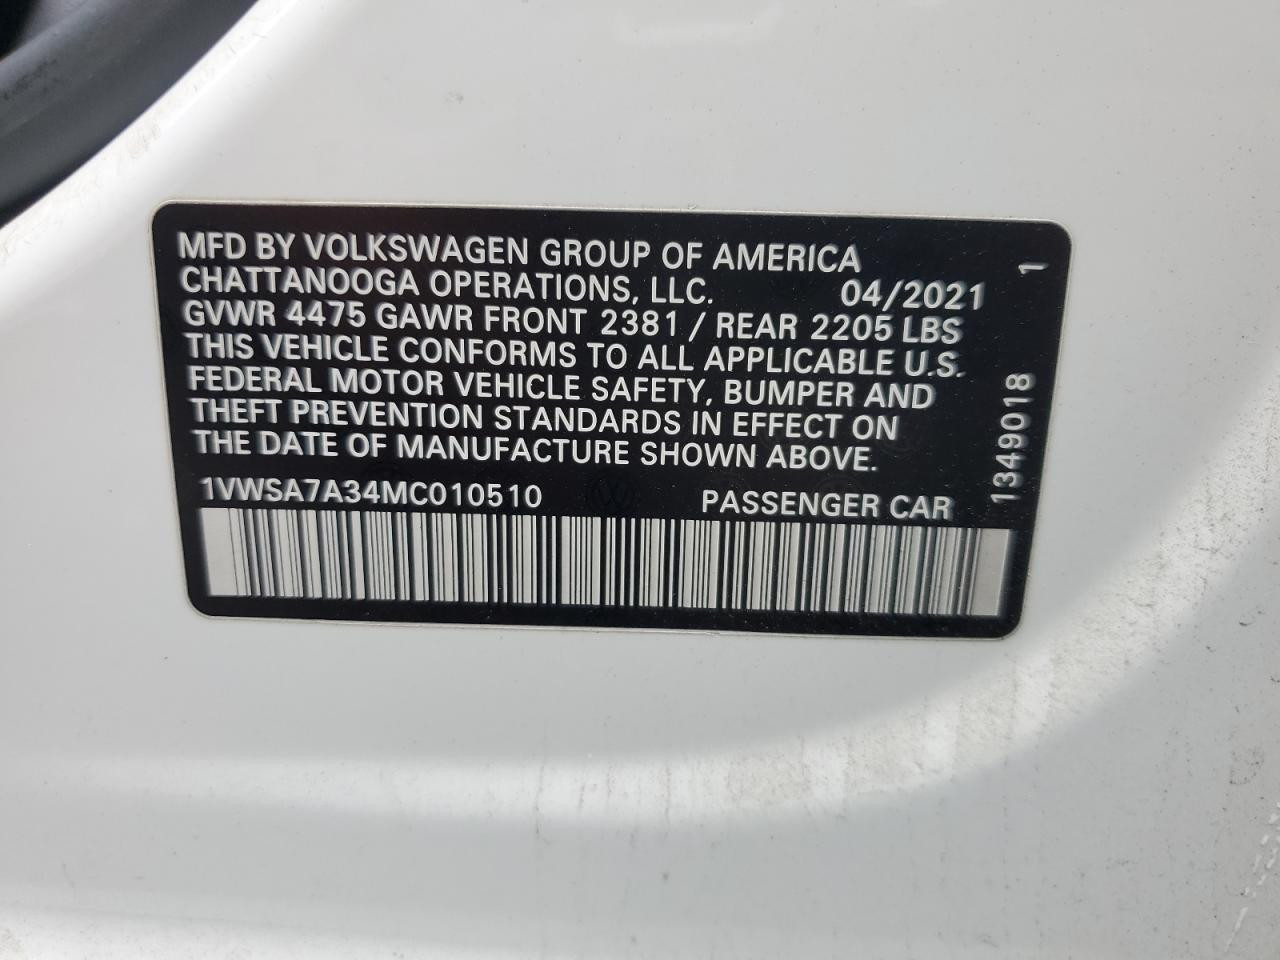 MFD BY VOLKSWAGEN GROUP OF AMERICA
CHATTANOOGA OPERATIONS, LLC. 04/2021
GVWR 4475 GAWR FRONT 2381 / REAR 2205 LBS
THIS VEHICLE CONFORMS TO ALL APPLICABLE U.S.
FEDERAL MOTOR VEHICLE SAFETY, BUMPER AND
THEFT PREVENTION STANDARDS IN EFFECT ON
THE DATE OF MANUFACTURE SHOWN ABOVE.
1VWSA7A34MC010510 PASSENGER CAR
1349018 1